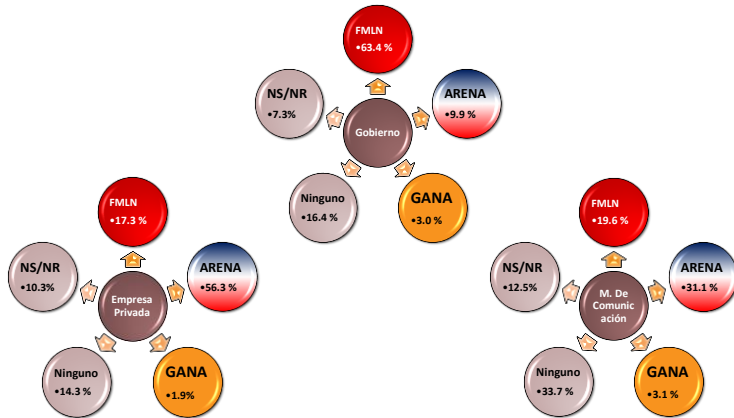 FMLN
•63.4 %
NS/NR
•7.3%
ARENA
•9.9 %
Gobierno
Ninguno
•16.4 %
GANA
•3.0 %
FMLN
•17.3 %
NS/NR
•10.3%
ARENA
•56.3 %
Empresa
Privada
Ninguno
•14.3 %
GANA
•1.9%
FMLN
•19.6 %
NS/NR
•12.5%
ARENA
•31.1 %
M. De
Comunic
ación
Ninguno
•33.7 %
GANA
•3.1 %